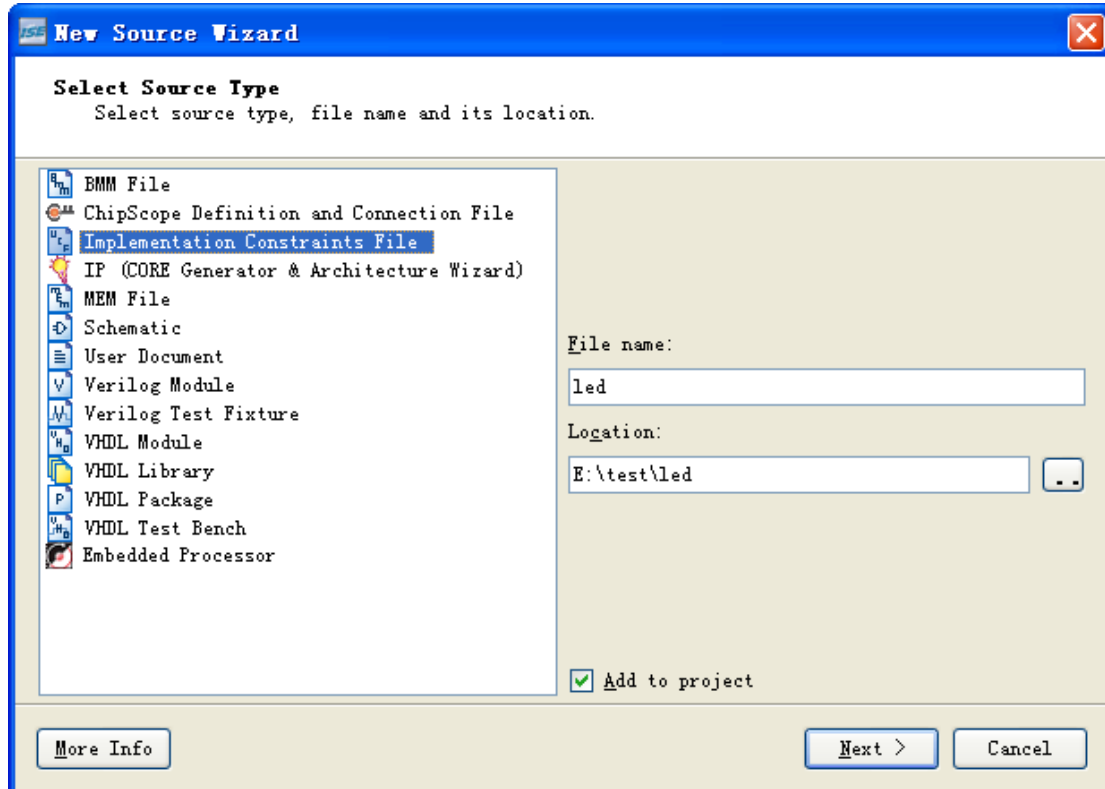 ISE New Source Wizard
Select Source Type
Select source type, file name and its location.
BMM File
ChipScope Definition and Connection File
Implementation Constraints File
IP (CORE Generator & Architecture Wizard)
MEM File
Schematic
User Document
Verilog Module
Verilog Test Fixture
VHDL Module
VHDL Library
VHDL Package
VHDL Test Bench
Embedded Processor
File name:
led
Location:
E:\test\led
..
Add to project
More Info
Next >
Cancel